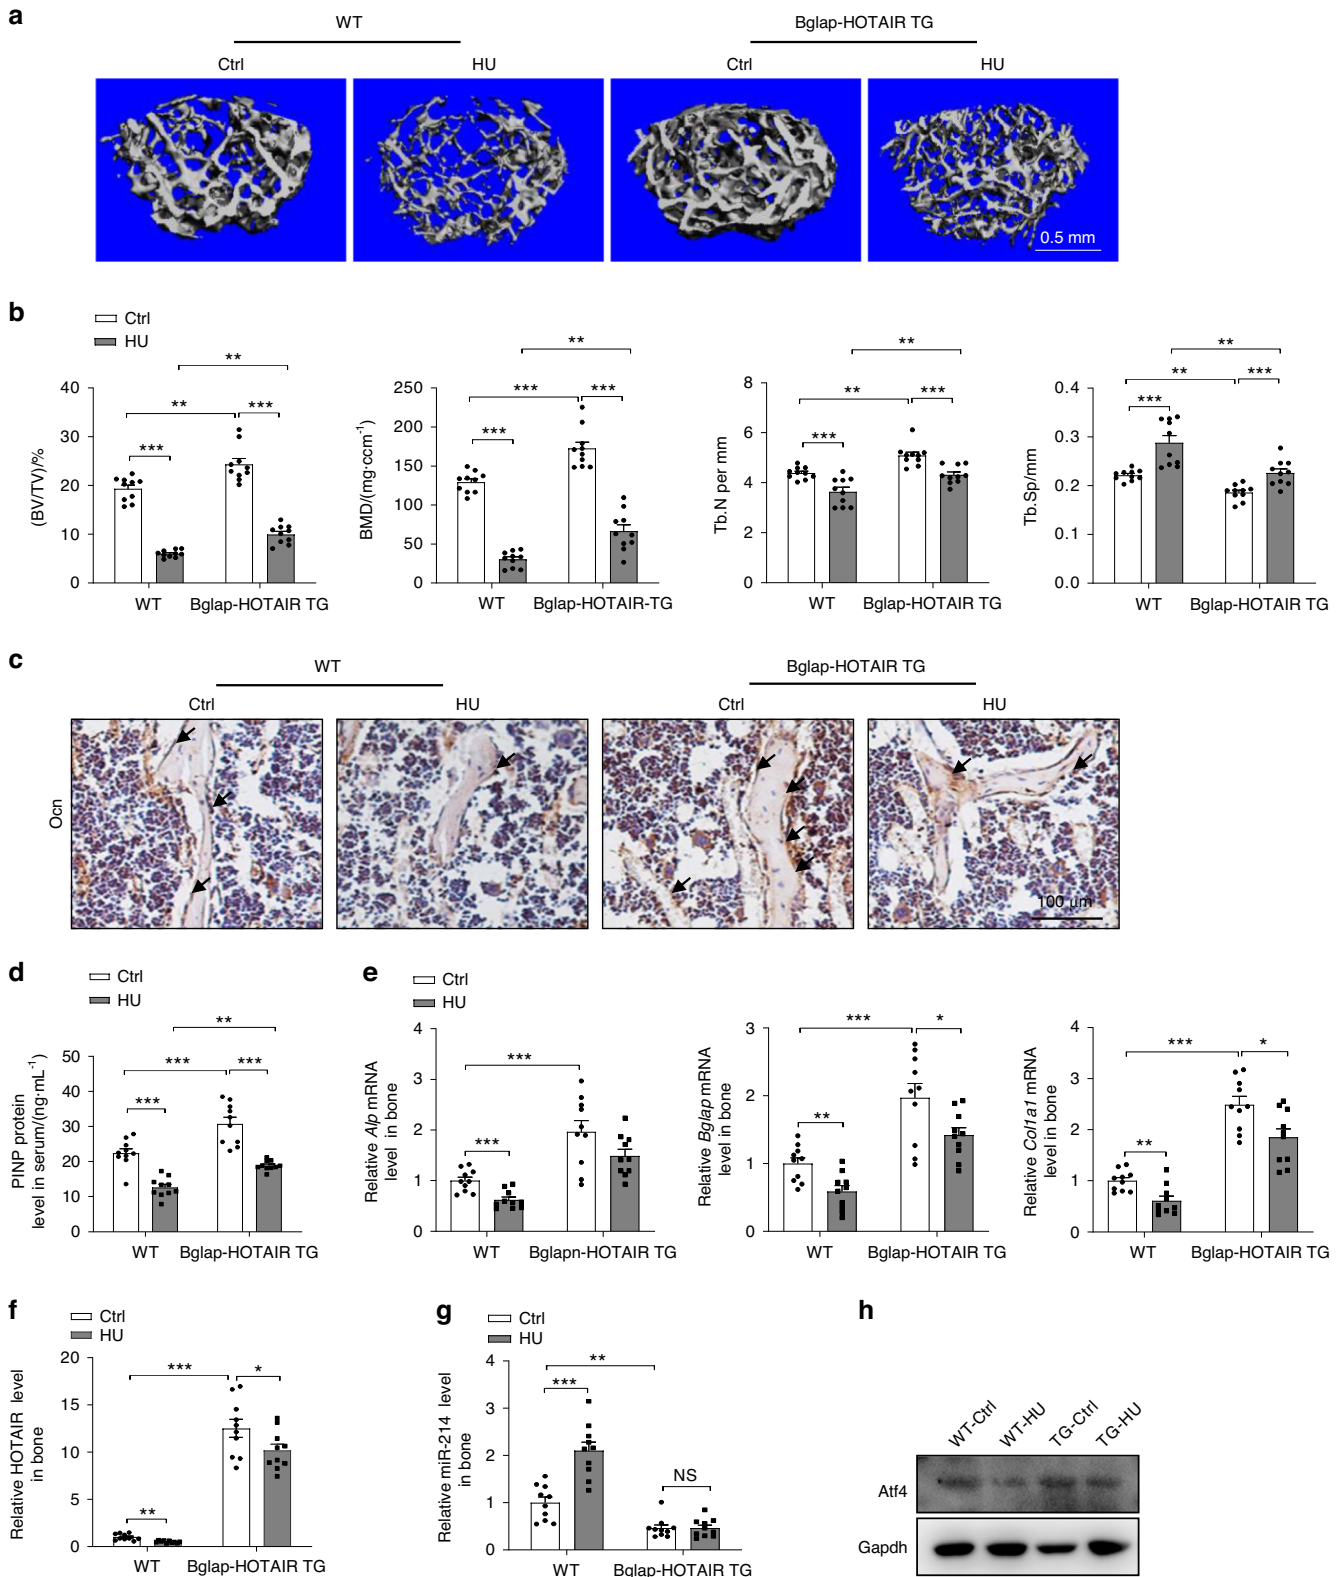 a
WT
Bglap-HOTAIR TG
Ctrl
HU
Ctrl
HU
0.5 mm
b
Ctrl
HU
(BV/TV)/%
40
30
20
10
0
**
**
***
***
WT
Bglap-HOTAIR TG
BMD/(mg·ccm⁻¹)
250
200
150
100
50
0
**
***
***
***
WT
Bglap-HOTAIR-TG
Tb.N per mm
8
6
4
2
0
**
**
***
***
WT
Bglap-HOTAIR TG
Tb.Sp/mm
0.4
0.3
0.2
0.1
0.0
**
**
***
***
WT
Bglap-HOTAIR TG
c
WT
Bglap-HOTAIR TG
Ctrl
HU
Ctrl
HU
Ocn
100 μm
d
Ctrl
HU
PINP protein
level in serum/(ng·mL⁻¹)
50
40
30
20
10
0
**
***
***
***
WT
Bglap-HOTAIR TG
e
Ctrl
HU
Relative Alp mRNA
level in bone
4
3
2
1
0
***
***
WT
Bglapn-HOTAIR TG
Relative Bglap mRNA
level in bone
3
2
1
0
***
*
**
WT
Bglap-HOTAIR TG
Relative Col1a1 mRNA
level in bone
4
3
2
1
0
***
*
**
WT
Bglap-HOTAIR TG
f
Ctrl
HU
Relative HOTAIR level
in bone
20
15
10
5
0
***
*
**
WT
Bglap-HOTAIR TG
g
Ctrl
HU
Relative miR-214 level
in bone
4
3
2
1
0
**
***
NS
WT
Bglap-HOTAIR TG
h
WT-Ctrl
WT-HU
TG-Ctrl
TG-HU
Atf4
Gapdh